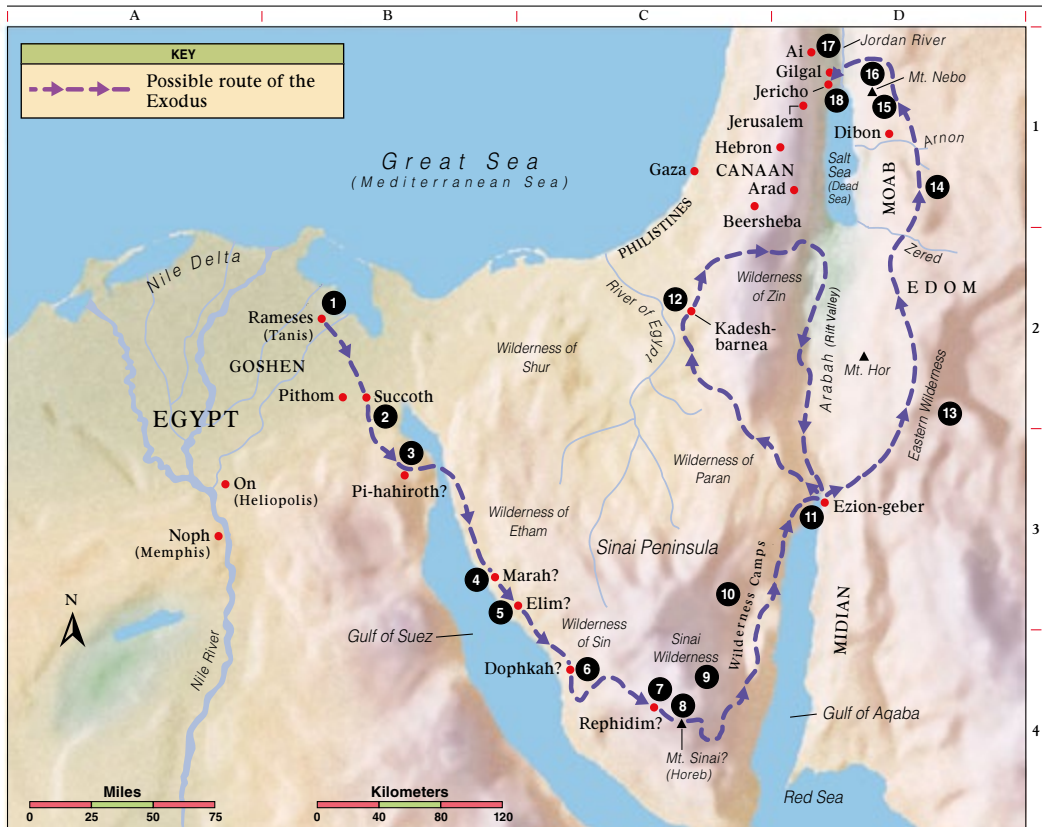 A
B
C
D
KEY
Possible route of the
Exodus
Great Sea
(Mediterranean Sea)
Ai
17
Jordan River
Gilgal
16
Mt. Nebo
Jericho
18
15
Jerusalem
Dibon
1
Arnon
Hebron
Gaza
CANAAN
Salt
Sea
(Dead
Sea)
MOAB
14
Arad
Beersheba
PHILISTINES
Zered
Nile Delta
Wilderness
of Zin
EDOM
1
12
River of Egypt
Rameses
(Tanis)
Kadesh-
barnea
2
Arabah (Rift Valley)
Wilderness of
Shur
GOSHEN
Mt. Hor
Pithom
Succoth
EGYPT
2
13
Eastern Wilderness
3
Wilderness of
Paran
Pi-hahiroth?
On
(Heliopolis)
Wilderness of
Etham
Ezion-geber
11
Noph
(Memphis)
Sinai Peninsula
3
Marah?
4
10
Wilderness Camps
Elim?
5
N
Gulf of Suez
Wilderness
of Sin
Sinai
Wilderness
MIDIAN
Nile River
Dophkah?
6
9
7
8
Rephidim?
Gulf of Aqaba
4
Mt. Sinai?
(Horeb)
Red Sea
Miles
0 25 50 75
Kilometers
0 40 80 120